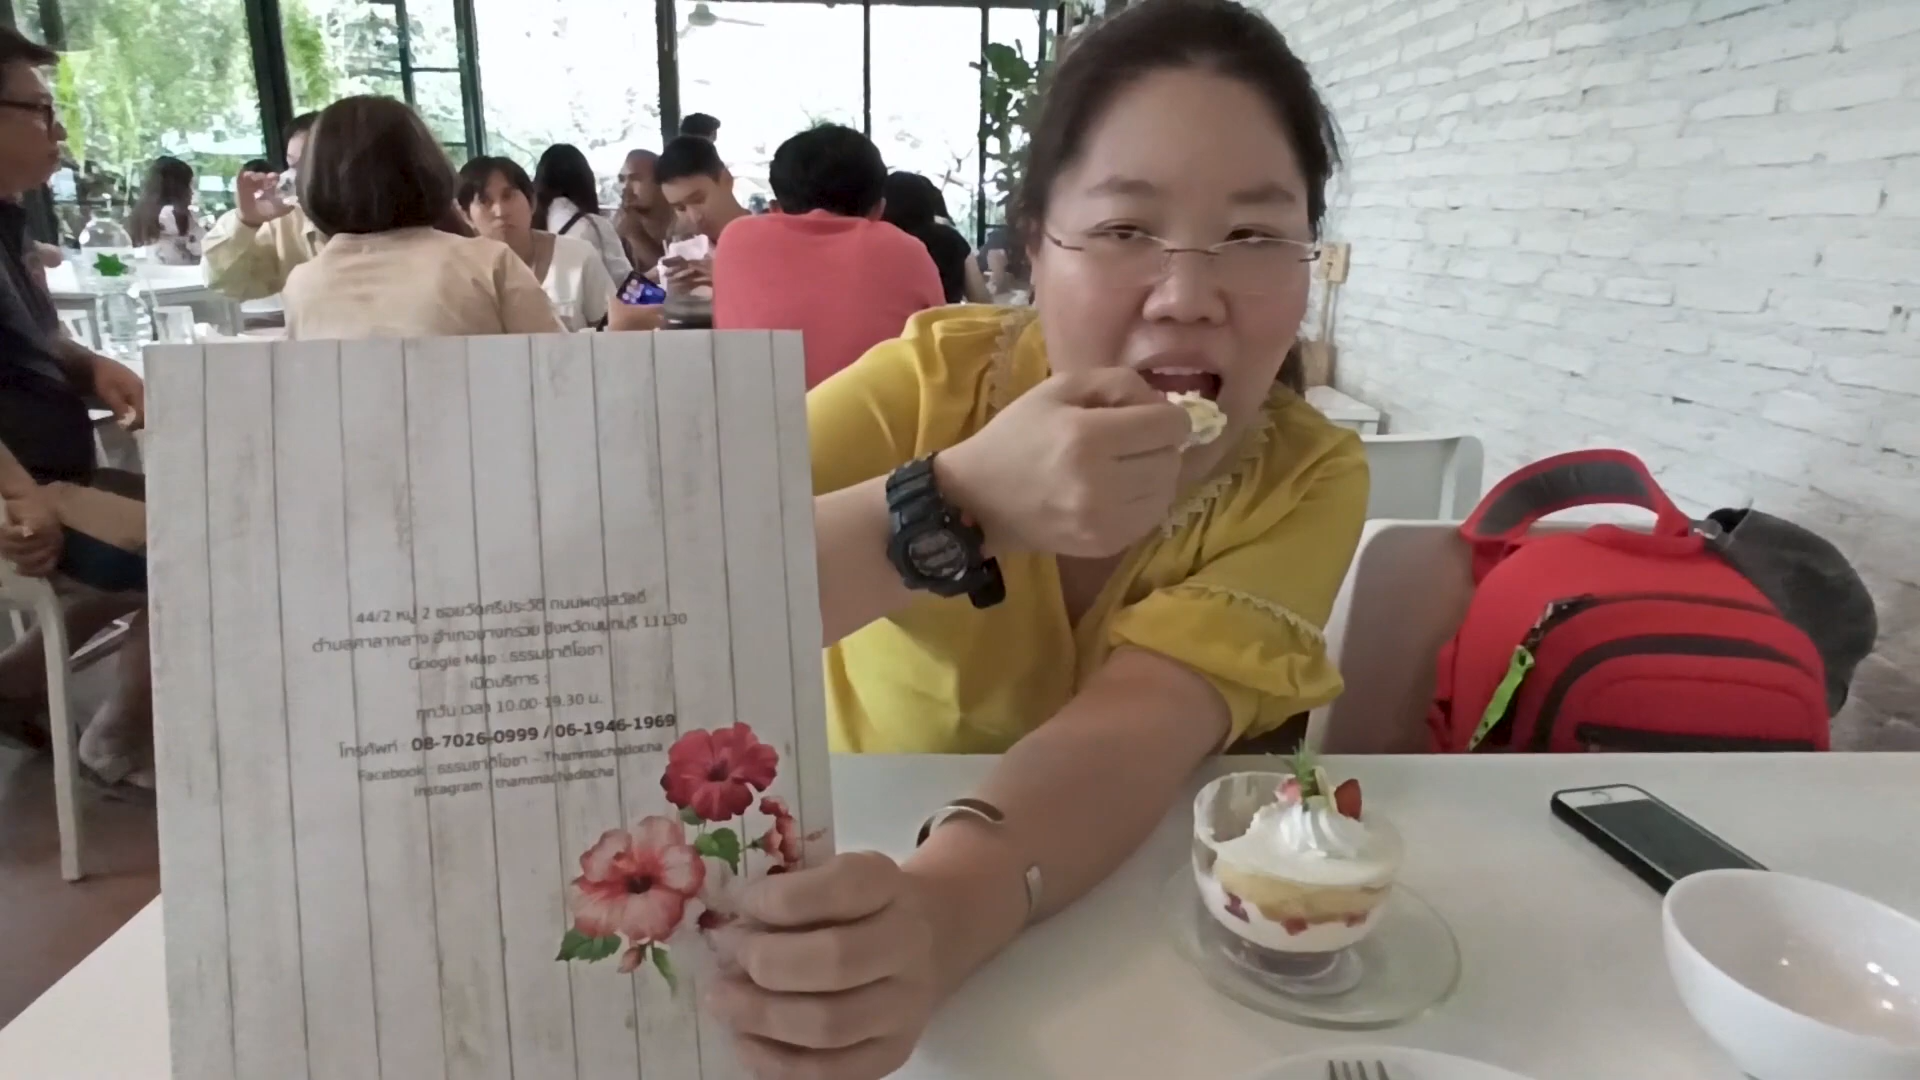 44/2 หมู่ 2 ซอยวัดศรีประวัติ ถนนผดุงสวัสดิ์
ตำบลศาลากลาง อำเภอบางกรวย จังหวัดนนทบุรี 11130
Google Map : ธรรมชาติโอชา
เปิดบริการ :
ทุกวัน เวลา 10.00-19.30 น.
โทรศัพท์ : 08-7026-0999 / 06-1946-1969
Facebook : ธรรมชาติโอชา - Thammachadocha
Instagram : thammachadocha